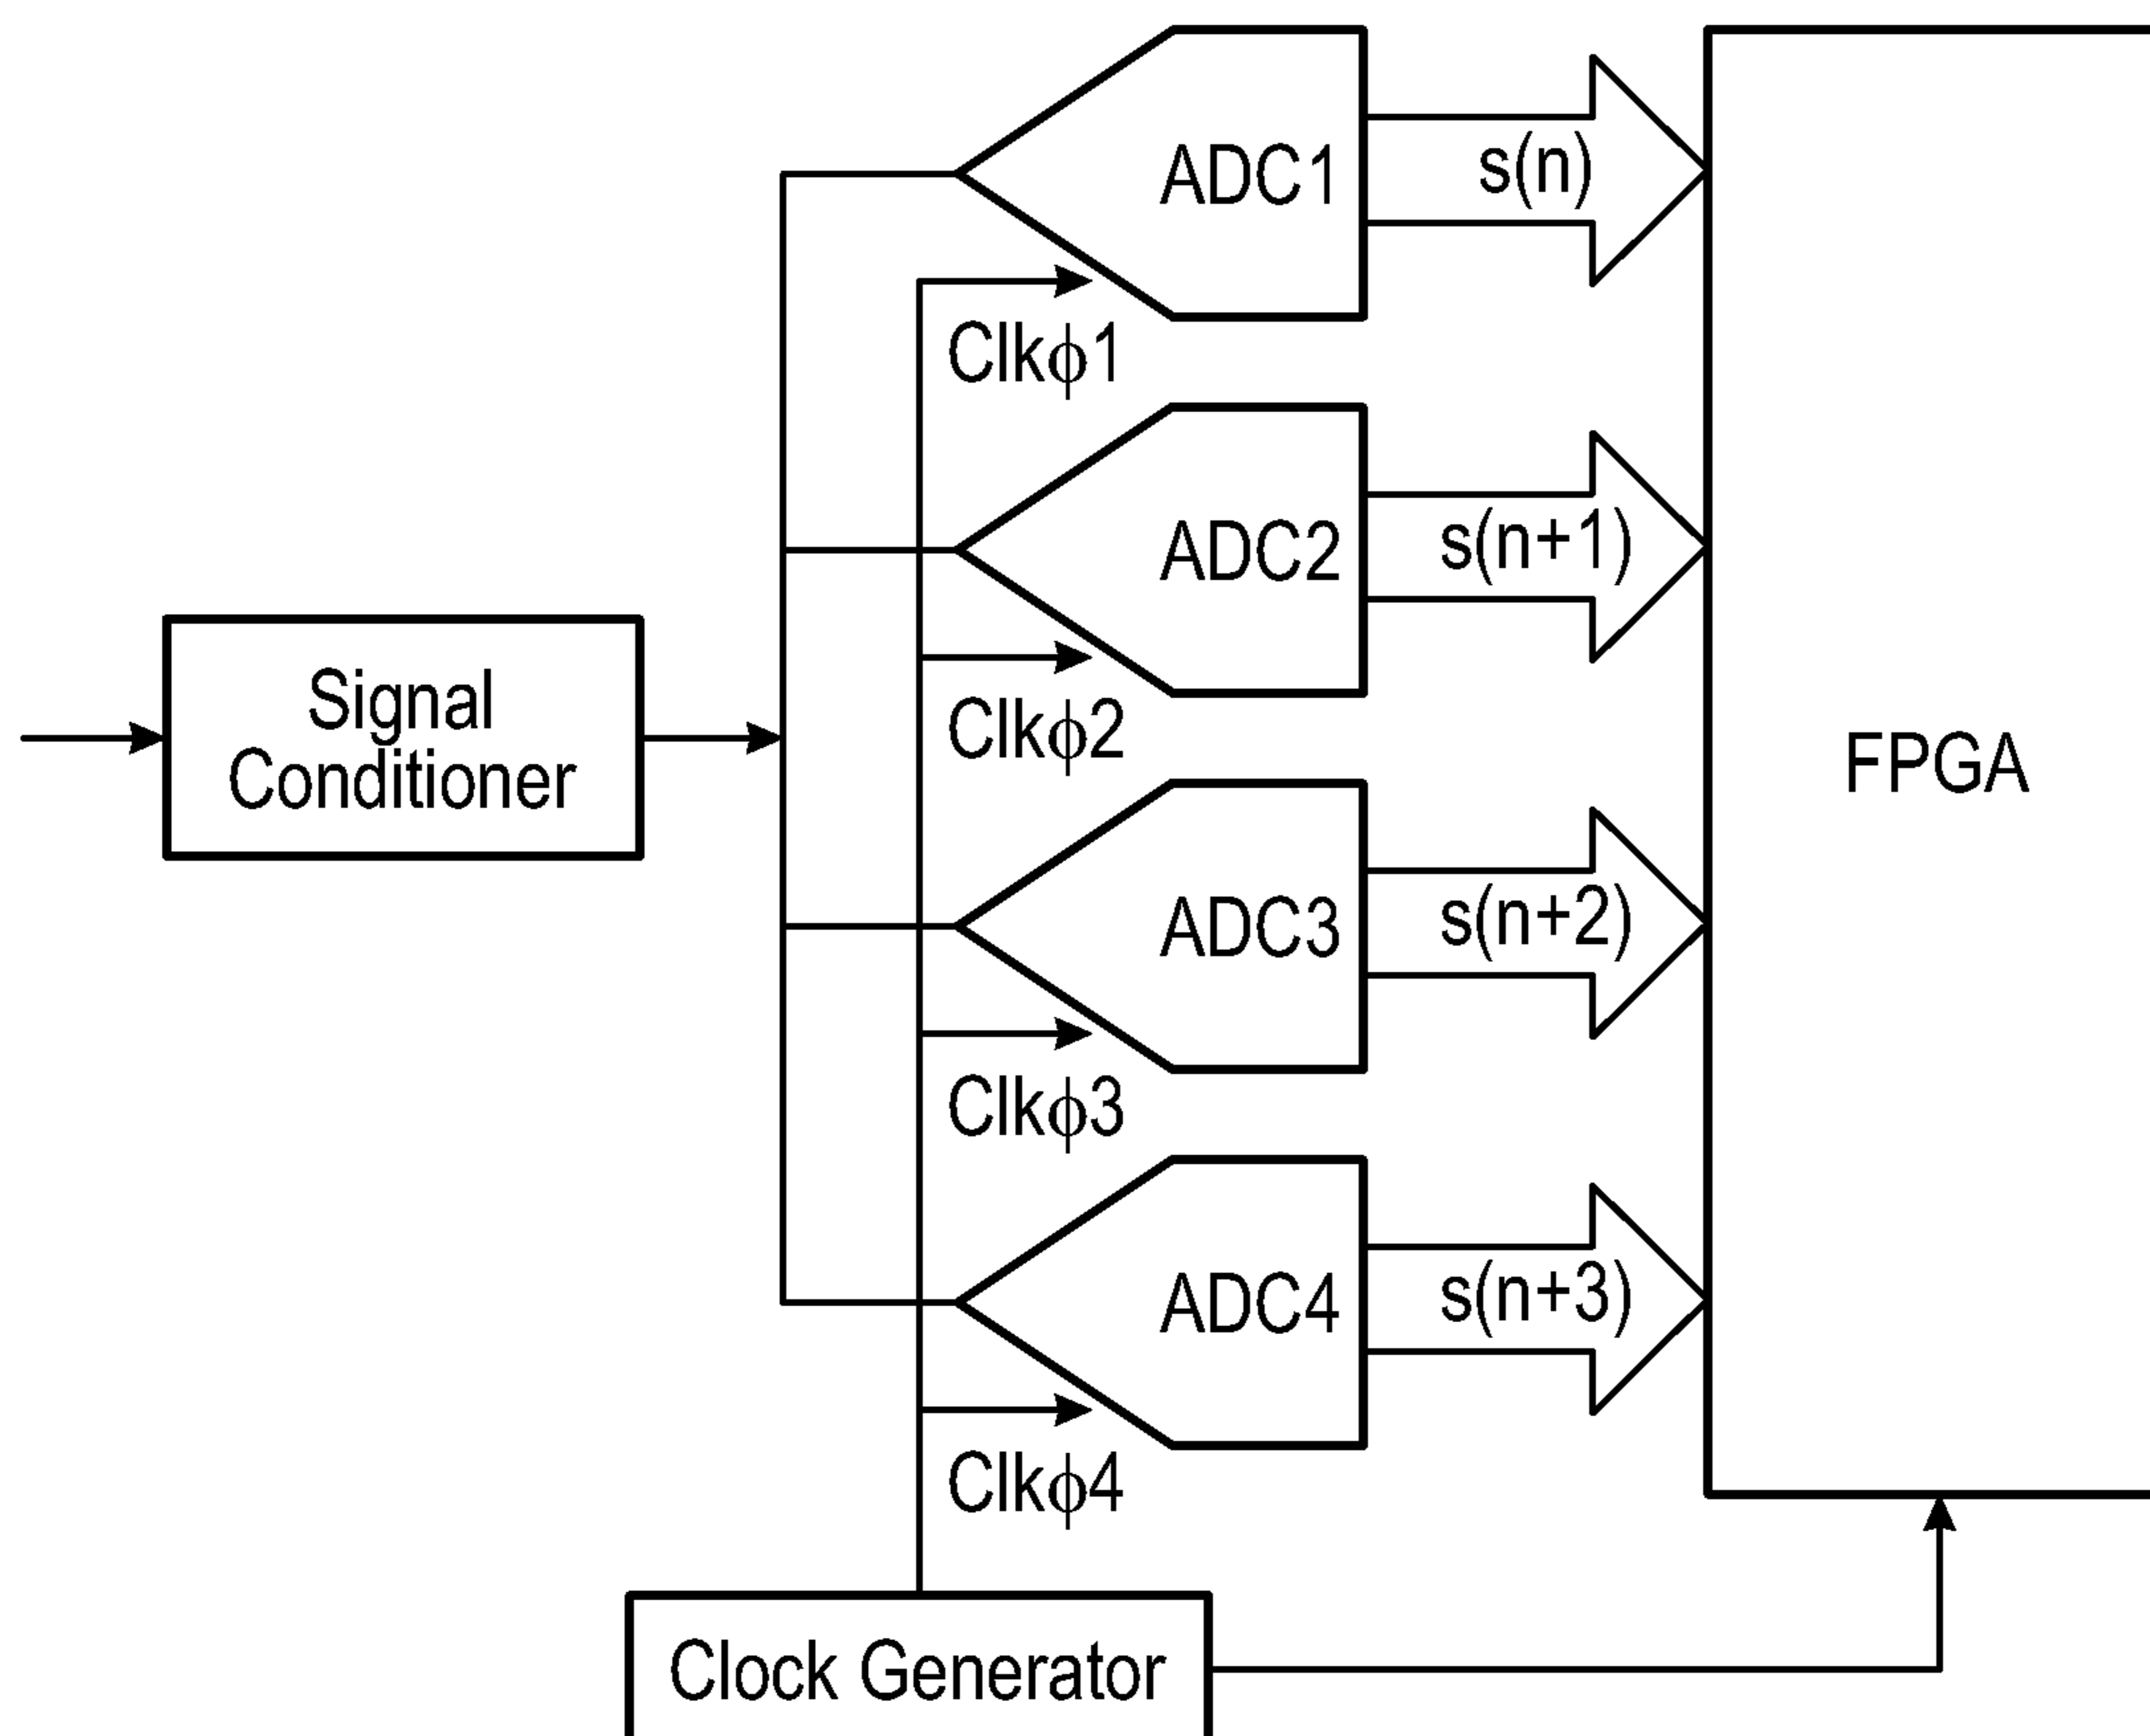 ADC1
s(n)
Clkϕ1
ADC2
s(n+1)
Signal
Conditioner
Clkϕ2
FPGA
ADC3
s(n+2)
Clkϕ3
ADC4
s(n+3)
Clkϕ4
Clock Generator